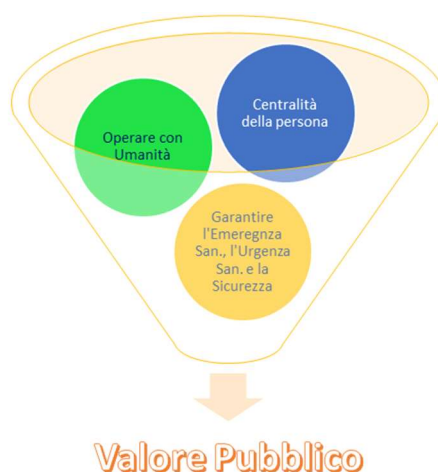 Operare con
Umanità
Centralità
della persona
Garantire
l'Emeregnza
San., l'Urgenza
San. e la
Sicurezza
Valore Pubblico